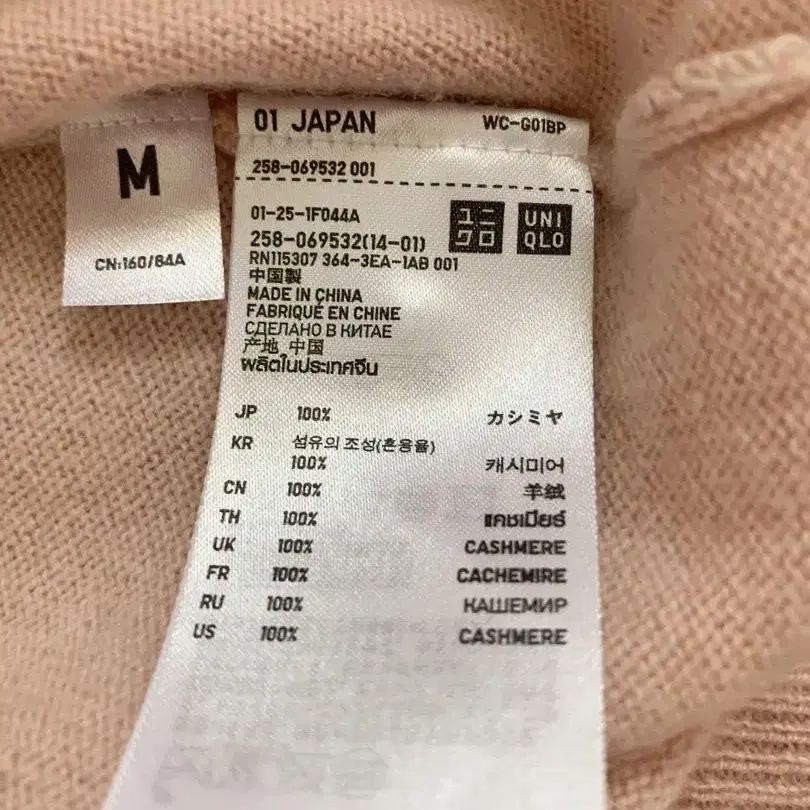 M
CN:160/84A
01 JAPAN WC-G01BP
258-069532 001
01-25-1F044A
258-069532(14-01)
ユニクロ UNIQLO
RN115307 364-3EA-1AB 001
中国製
MADE IN CHINA
FABRIQUÉ EN CHINE
СДЕЛАНО В КИТАЕ
产地 中国
ผลิตในประเทศจีน
JP 100% カシミヤ
KR 섬유의 조성(혼용율)
100% 캐시미어
CN 100% 羊绒
TH 100% แคชเมียร์
UK 100% CASHMERE
FR 100% CACHEMIRE
RU 100% КАШЕМИР
US 100% CASHMERE